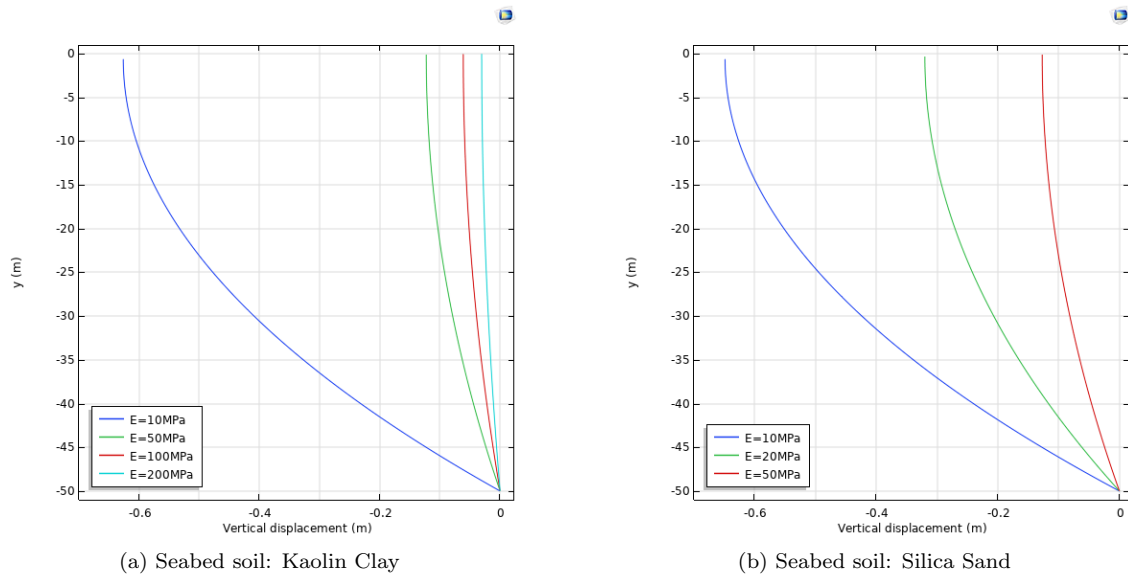 0
-5
-10
-15
-20
-25
-30
-35
-40
-45
-50
y (m)
E=10MPa
E=50MPa
E=100MPa
E=200MPa
-0.6 -0.4 -0.2 0
Vertical displacement (m)
(a) Seabed soil: Kaolin Clay
0
-5
-10
-15
-20
-25
-30
-35
-40
-45
-50
y (m)
E=10MPa
E=20MPa
E=50MPa
-0.6 -0.4 -0.2 0
Vertical displacement (m)
(b) Seabed soil: Silica Sand